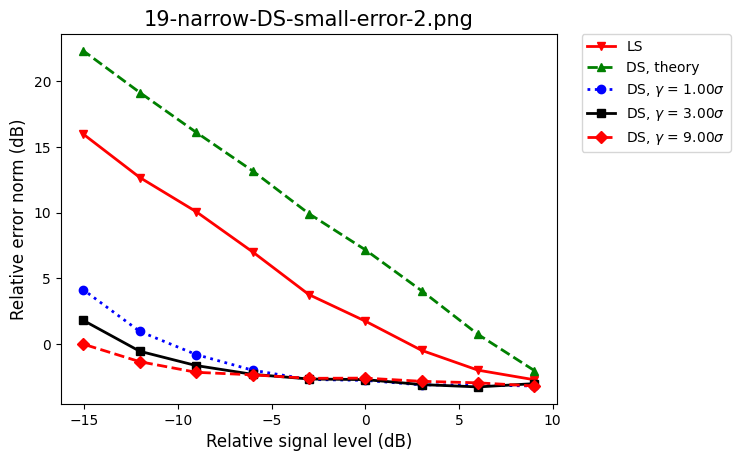 19-narrow-DS-small-error-2.png
Relative error norm (dB)
20
15
10
5
0
−15
−10
−5
0
5
10
Relative signal level (dB)
LS
DS, theory
DS, γ = 1.00σ
DS, γ = 3.00σ
DS, γ = 9.00σ